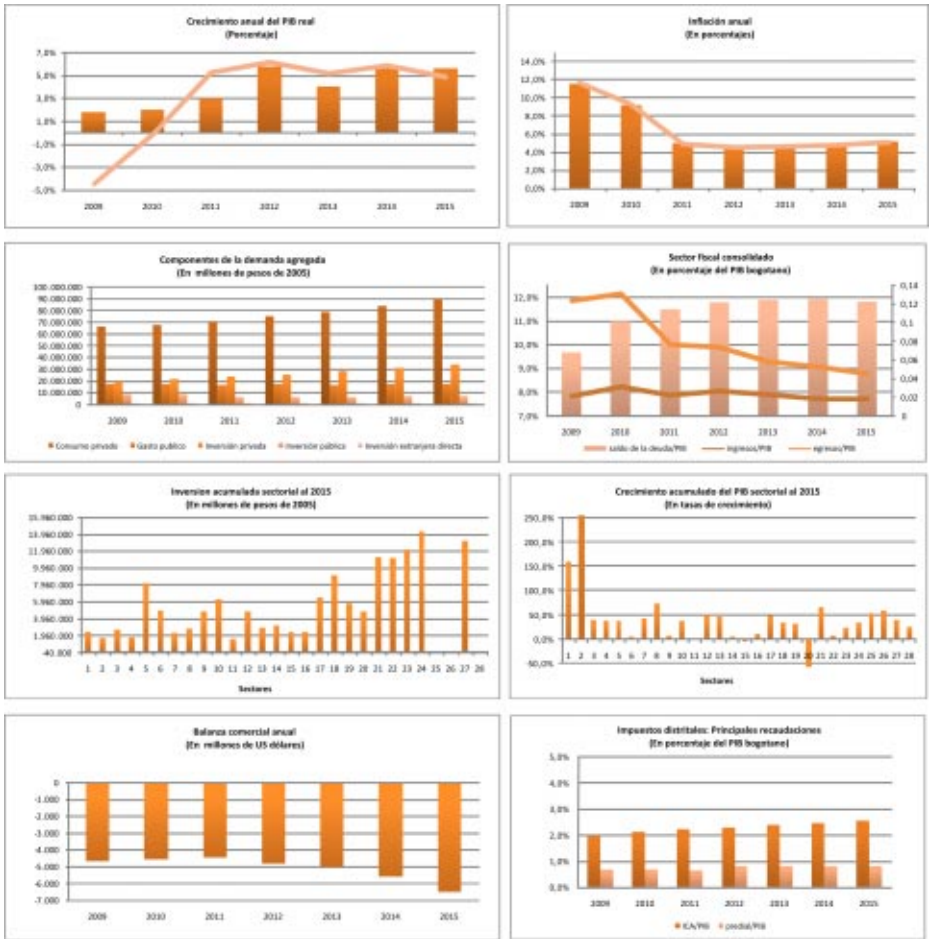 Crecimiento anual del PIB real
(Porcentaje)
7,0%
5,0%
3,0%
1,0%
-1,0%
-3,0%
-5,0%
2009 2010 2011 2012 2013 2014 2015
Inflación anual
(En porcentajes)
14,0%
12,0%
10,0%
8,0%
6,0%
4,0%
2,0%
0,0%
2009 2010 2011 2012 2013 2014 2015
Componentes de la demanda agregada
(En millones de pesos de 2005)
100.000.000
90.000.000
80.000.000
70.000.000
60.000.000
50.000.000
40.000.000
30.000.000
20.000.000
10.000.000
0
2009 2010 2011 2012 2013 2014 2015
Consumo privado Gasto publico Inversión privada Inversión pública Inversión extranjera directa
Sector fiscal consolidado
(En porcentaje del PIB bogotano)
12,0%
11,0%
10,0%
9,0%
8,0%
7,0%
0,14
0,12
0,1
0,08
0,06
0,04
0,02
0
2009 2010 2011 2012 2013 2014 2015
saldo de la deuda/PIB ingresos/PIB egresos/PIB
Inversion acumulada sectorial al 2015
(En millones de pesos de 2005)
15.960.000
13.960.000
11.960.000
9.960.000
7.960.000
5.960.000
3.960.000
1.960.000
-40.000
1 2 3 4 5 6 7 8 9 10 11 12 13 14 15 16 17 18 19 20 21 22 23 24 25 26 27 28
Sectores
Crecimiento acumulado del PIB sectorial al 2015
(En tasas de crecimiento)
250,0%
200,0%
150,0%
100,0%
50,0%
0,0%
-50,0%
1 2 3 4 5 6 7 8 9 10 11 12 13 14 15 16 17 18 19 20 21 22 23 24 25 26 27 28
Sectores
Balanza comercial anual
(En millones de US dólares)
0
-1.000
-2.000
-3.000
-4.000
-5.000
-6.000
-7.000
2009 2010 2011 2012 2013 2014 2015
Impuestos distritales: Principales recaudaciones
(En porcentaje del PIB bogotano)
5,0%
4,0%
3,0%
2,0%
1,0%
0,0%
2009 2010 2011 2012 2013 2014 2015
ICA/PIB predial/PIB